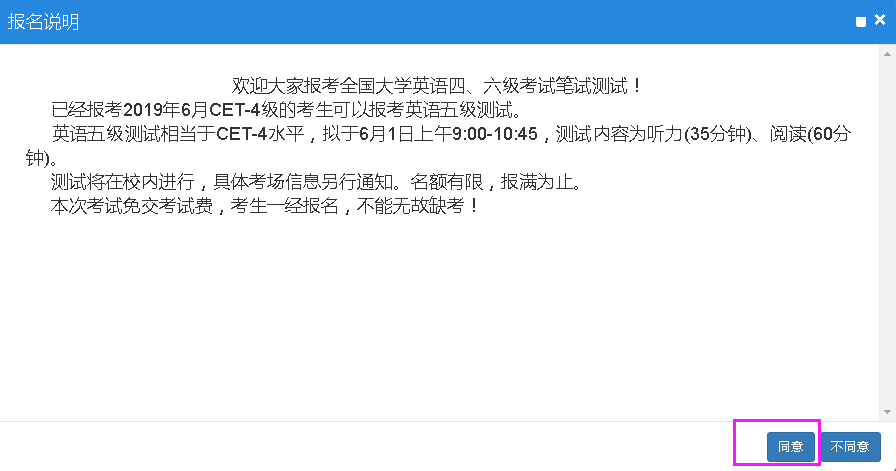 报名说明
欢迎大家报考全国大学英语四、六级考试笔试测试！
已经报考2019年6月CET-4级的考生可以报考英语五级测试。
英语五级测试相当于CET-4水平，拟于6月1日上午9:00-10:45，测试内容为听力(35分钟)、阅读(60分
钟)。
测试将在校内进行，具体考场信息另行通知。名额有限，报满为止。
本次考试免交考试费，考生一经报名，不能无故缺考！
同意 不同意